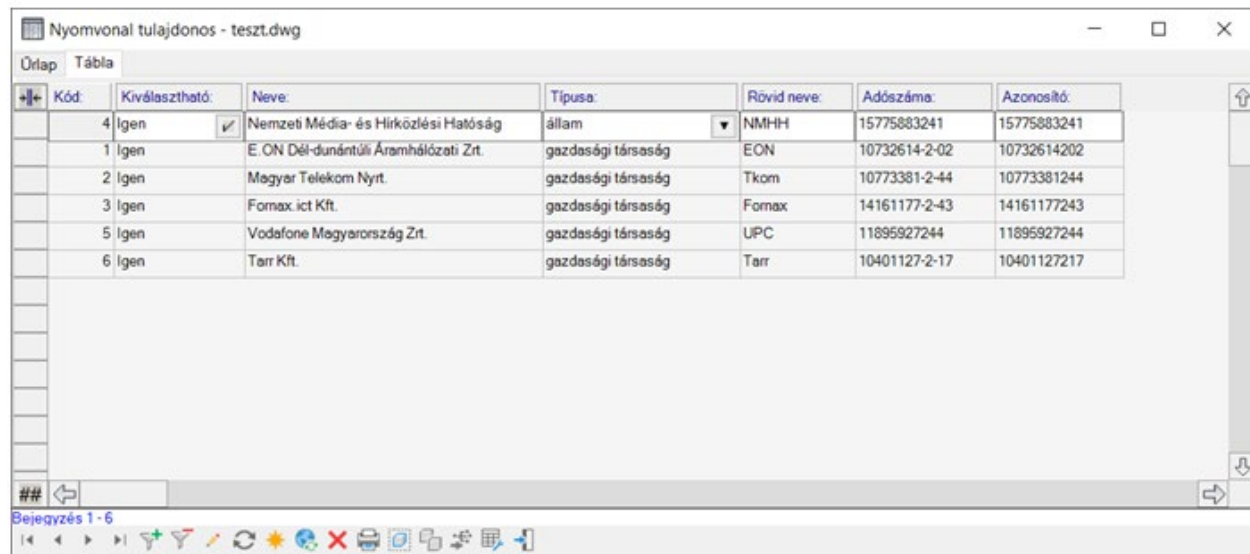 Nyomvonal tulajdonos - teszt.dwg
Űrlap Tábla
Kód: Kiválasztható: Neve: Típusa: Rövid neve: Adószáma: Azonosító:
4 Igen Nemzeti Média- és Hírközlési Hatóság állam NMHH 15775883241 15775883241
1 Igen E.ON Dél-dunántúli Áramhálózati Zrt. gazdasági társaság EON 10732614-2-02 10732614202
2 Igen Magyar Telekom Nyrt. gazdasági társaság Tkom 10773381-2-44 10773381244
3 Igen Fornax.ict Kft. gazdasági társaság Fornax 14161177-2-43 14161177243
5 Igen Vodafone Magyarország Zrt. gazdasági társaság UPC 11895927244 11895927244
6 Igen Tarr Kft. gazdasági társaság Tarr 10401127-2-17 10401127217
##
Bejegyzés 1 - 6